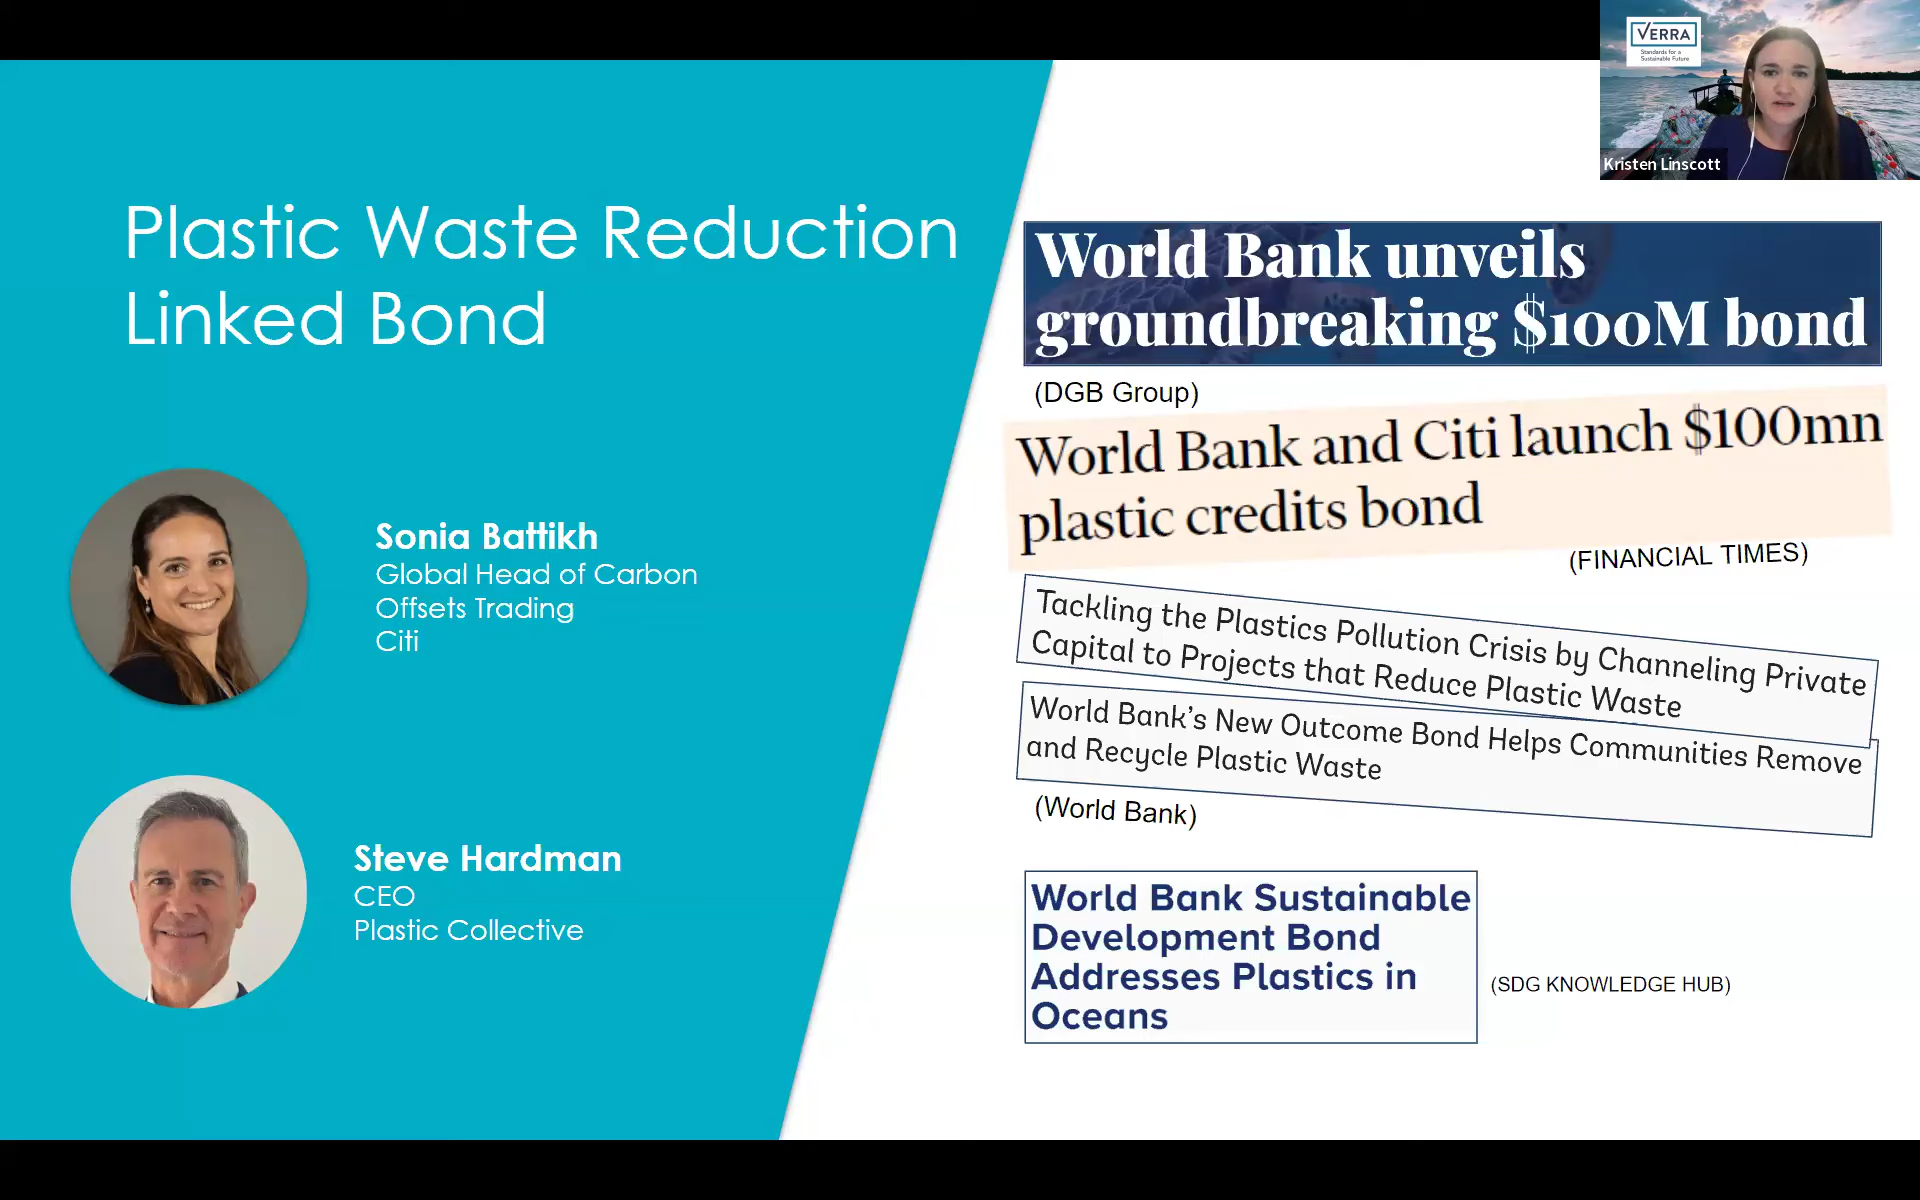 VERRA
Standards for a
Sustainable Future
Kristen Linscott
Plastic Waste Reduction
Linked Bond
Sonia Battikh
Global Head of Carbon
Offsets Trading
Citi
Steve Hardman
CEO
Plastic Collective
World Bank unveils
groundbreaking $100M bond
(DGB Group)
World Bank and Citi launch $100mn
plastic credits bond
(FINANCIAL TIMES)
Tackling the Plastics Pollution Crisis by Channeling Private
Capital to Projects that Reduce Plastic Waste
World Bank's New Outcome Bond Helps Communities Remove
and Recycle Plastic Waste
(World Bank)
World Bank Sustainable
Development Bond
Addresses Plastics in
Oceans
(SDG KNOWLEDGE HUB)